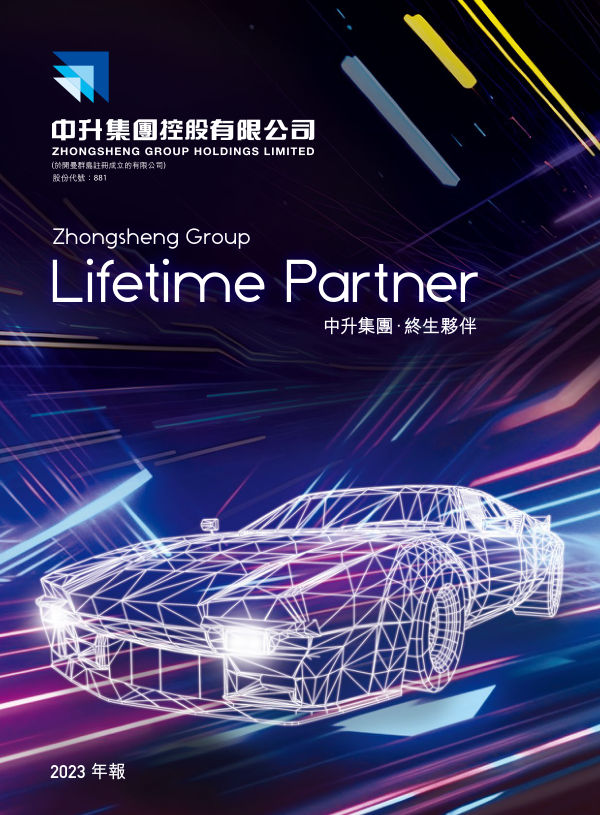 中升集團控股有限公司
ZHONGSHENG GROUP HOLDINGS LIMITED
(於開曼群島註冊成立的有限公司)
股份代號：881
Zhongsheng Group
Lifetime Partner
中升集團·終生夥伴
2023 年報